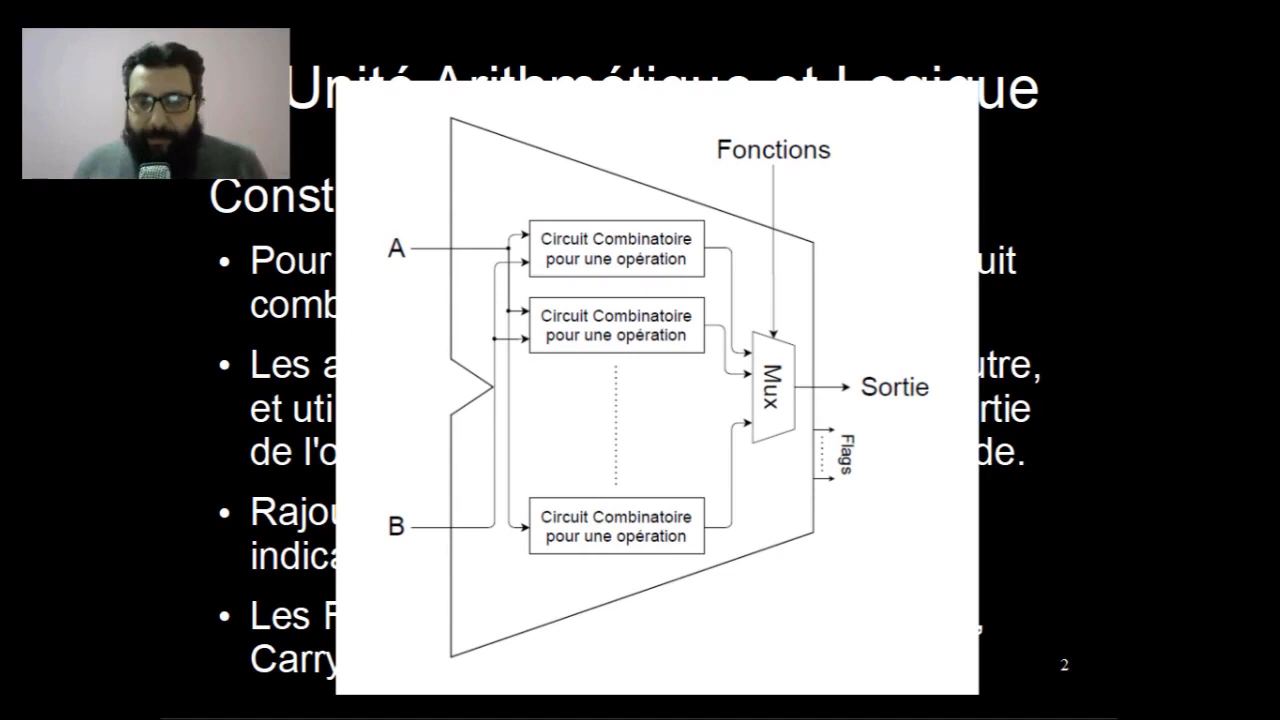 Unité Arithmétique et Logique
Const
• Pour
uit
comb
• Les a
utre,
et uti
rtie
de l'o
de.
• Rajou
indica
• Les F
,
Carry
Fonctions
A
Circuit Combinatoire
pour une opération
Circuit Combinatoire
pour une opération
Mux
Sortie
Flags
B
Circuit Combinatoire
pour une opération
2